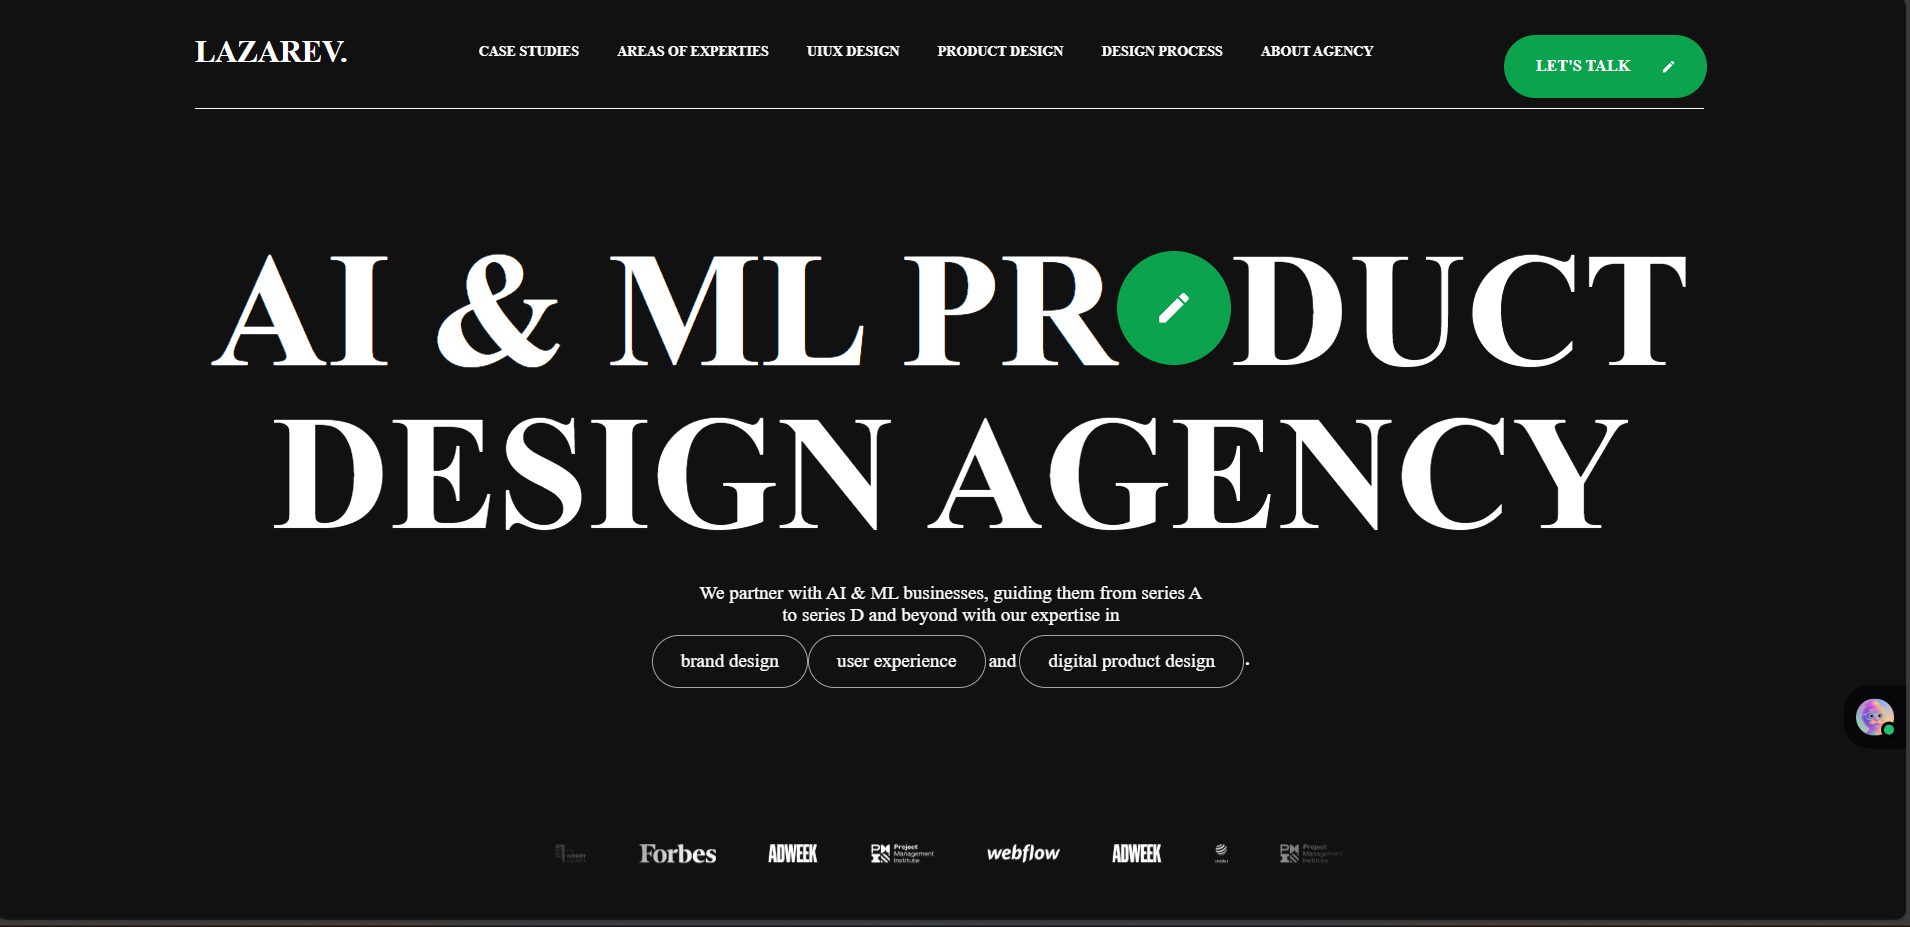 LAZAREV.
CASE STUDIES
AREAS OF EXPERTIES
UIUX DESIGN
PRODUCT DESIGN
DESIGN PROCESS
ABOUT AGENCY
LET'S TALK
AI & ML PR DUCT
DESIGN AGENCY
We partner with AI & ML businesses, guiding them from series A
to series D and beyond with our expertise in
brand design user experience and digital product design .
Forbes
ADWEEK
Project
Management
Institute.
webflow
ADWEEK
Project
Management
Institute.